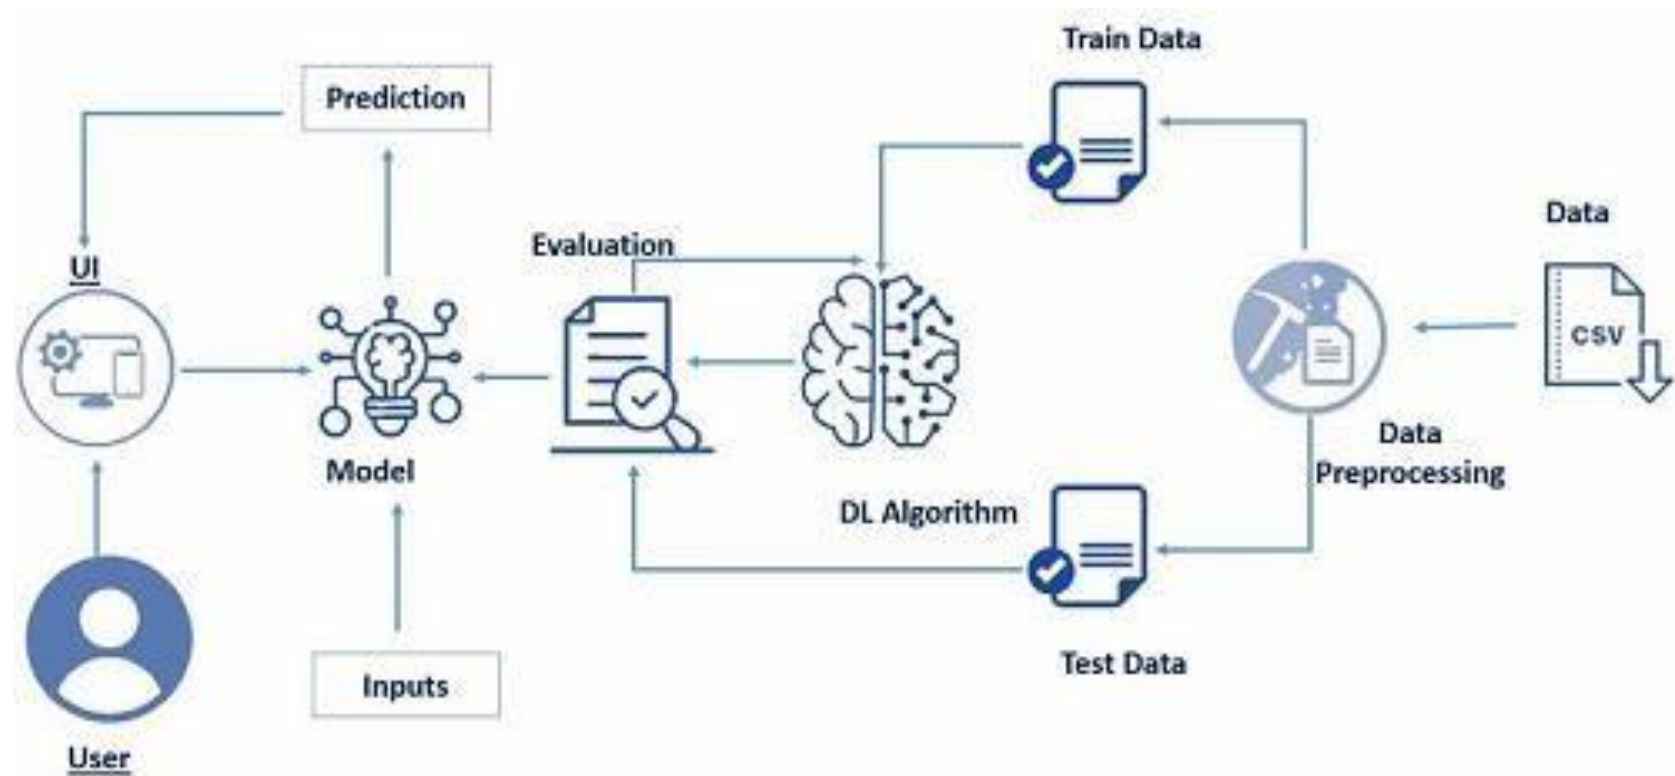 Train Data
Prediction
Data
Evaluation
UI
CSV
Data
Preprocessing
Model
DL Algorithm
Test Data
Inputs
User